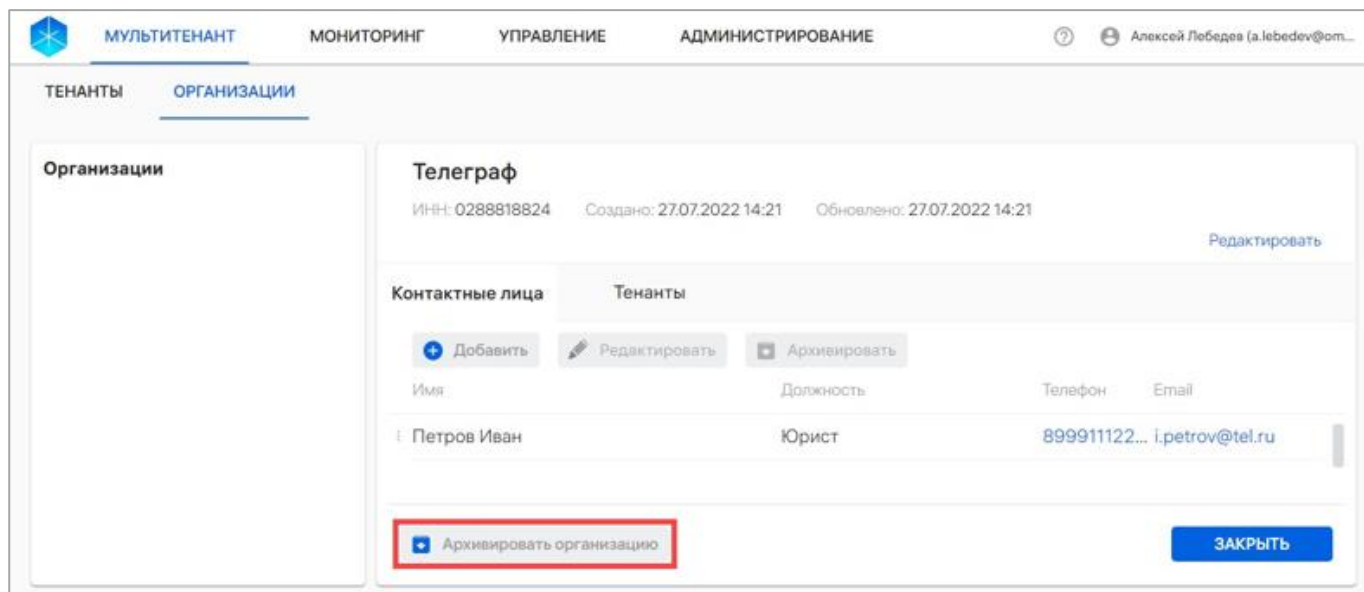 МУЛЬТИТЕНАНТ МОНИТОРИНГ УПРАВЛЕНИЕ АДМИНИСТРИРОВАНИЕ Алексей Лебедев (a.lebedev@om...
ТЕНАНТЫ ОРГАНИЗАЦИИ
Организации
Телеграф
ИНН: 0288818824 Создано: 27.07.2022 14:21 Обновлено: 27.07.2022 14:21
Редактировать
Контактные лица Тенанты
Добавить Редактировать Архивировать
Имя Должность Телефон Email
Петров Иван Юрист 899911122... i.petrov@tel.ru
Архивировать организацию ЗАКРЫТЬ